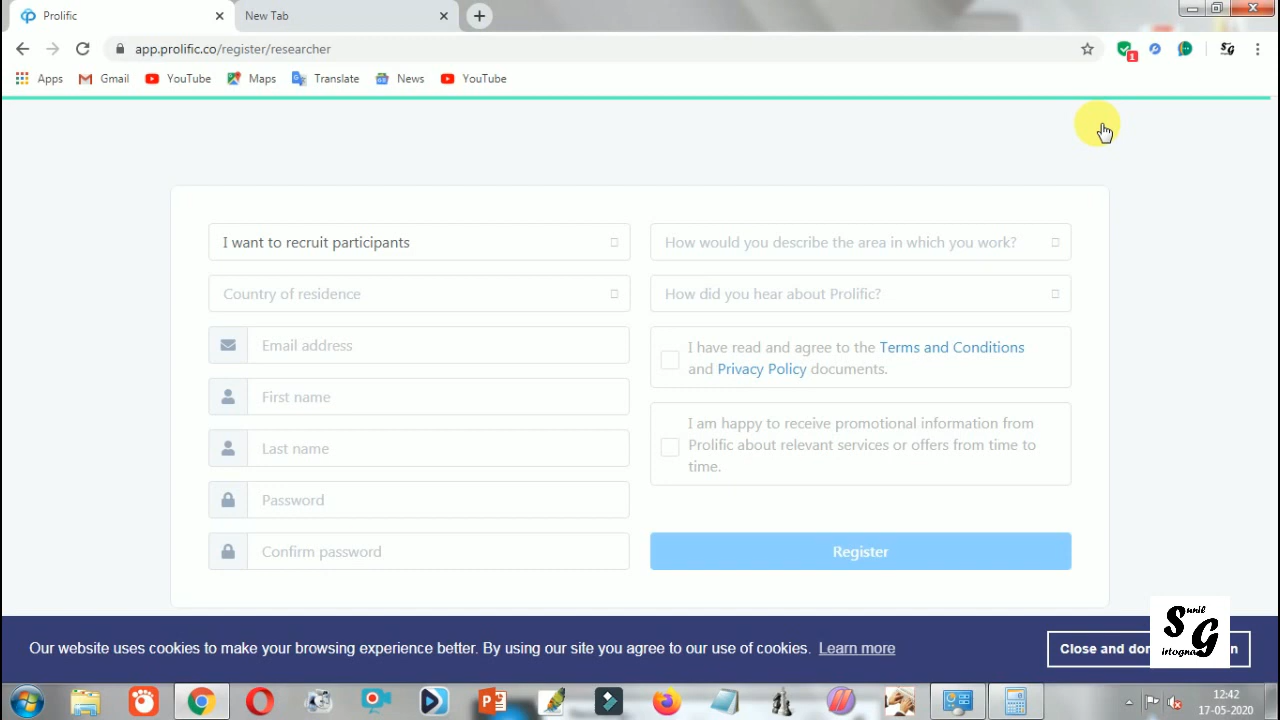 Prolific
New Tab
app.prolific.co/register/researcher
1
SG
Apps
Gmail
YouTube
Maps
Translate
News
YouTube
I want to recruit participants
How would you describe the area in which you work?
Country of residence
How did you hear about Prolific?
Email address
I have read and agree to the Terms and Conditions
and Privacy Policy documents.
First name
I am happy to receive promotional information from
Prolific about relevant services or offers from time to
time.
Last name
Password
Confirm password
Register
Our website uses cookies to make your browsing experience better. By using our site you agree to our use of cookies. Learn more
Close and
Sunil
12:42
17-05-2020